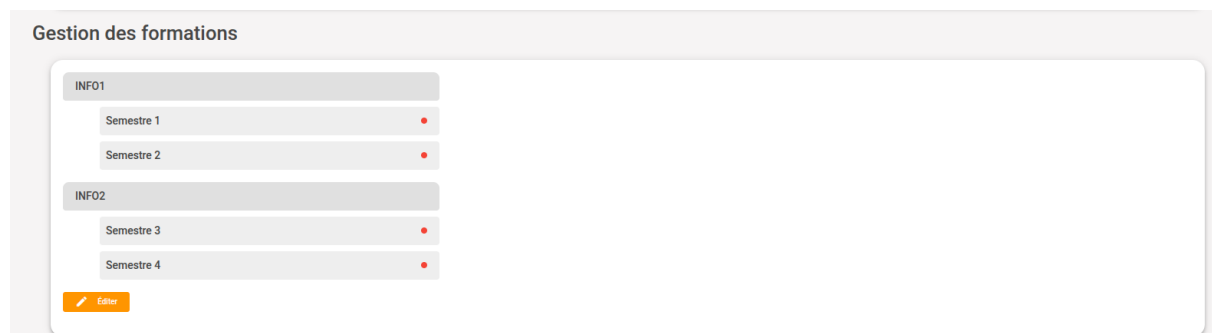 Gestion des formations
INFO1
Semestre 1
Semestre 2
INFO2
Semestre 3
Semestre 4
Éditer